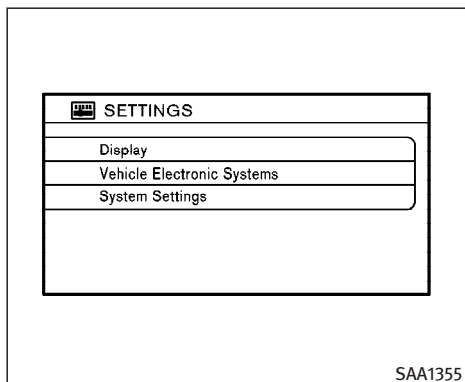 SETTINGS
Display
Vehicle Electronic Systems
System Settings
SAA1355